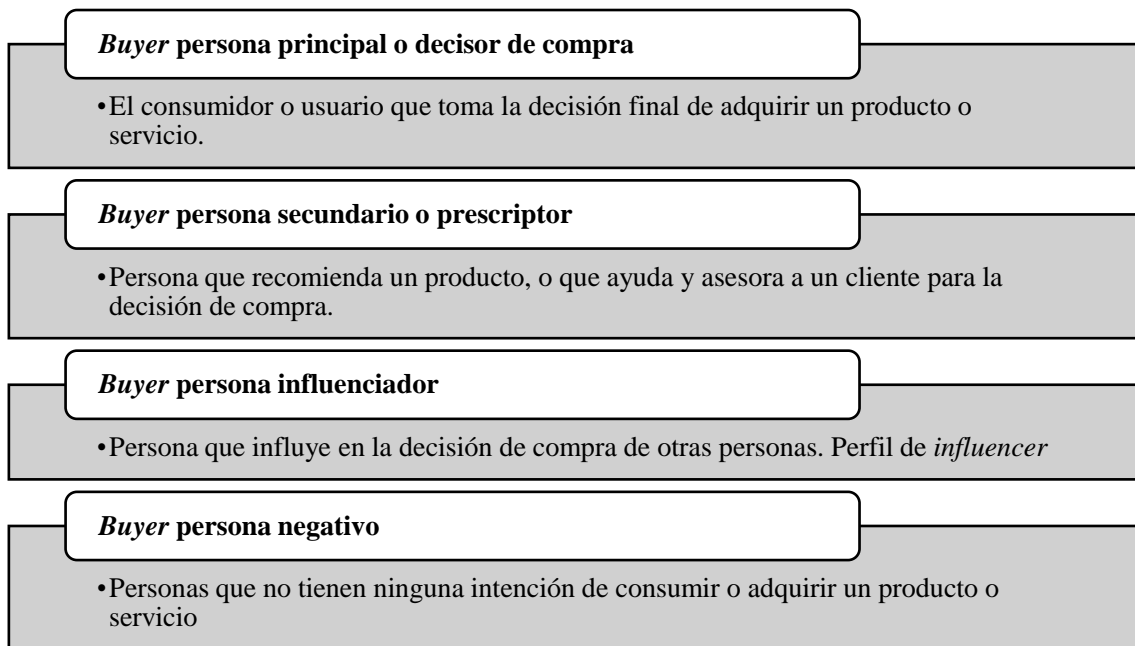 Buyer persona principal o decisor de compra
•El consumidor o usuario que toma la decisión final de adquirir un producto o
servicio.
Buyer persona secundario o prescriptor
•Persona que recomienda un producto, o que ayuda y asesora a un cliente para la
decisión de compra.
Buyer persona influenciador
•Persona que influye en la decisión de compra de otras personas. Perfil de influencer
Buyer persona negativo
•Personas que no tienen ninguna intención de consumir o adquirir un producto o
servicio